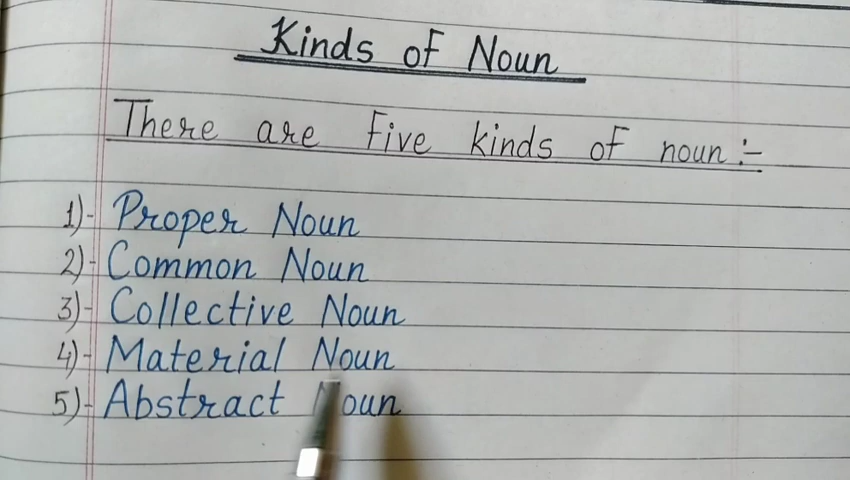 Kinds of Noun
There are Five kinds of noun :-
1)- Proper Noun
2)- Common Noun
3)- Collective Noun
4)- Material Noun
5)- Abstract Noun